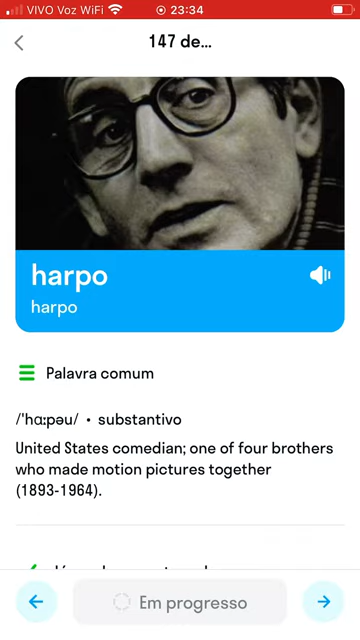 VIVO Voz WiFi 23:34
147 de...
harpo
harpo
Palavra comum
/'hɑːpəu/ • substantivo
United States comedian; one of four brothers
who made motion pictures together
(1893-1964).
Em progresso